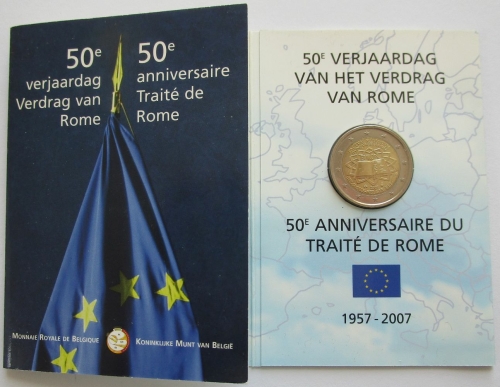 50e
verjaardag
Verdrag van
Rome
50e
anniversaire
Traité de
Rome
Monnaie Royale de Belgique
Koninklijke Munt van België
50E VERJAARDAG
VAN HET VERDRAG
VAN ROME
50E ANNIVERSAIRE DU
TRAITÉ DE ROME
1957 - 2007